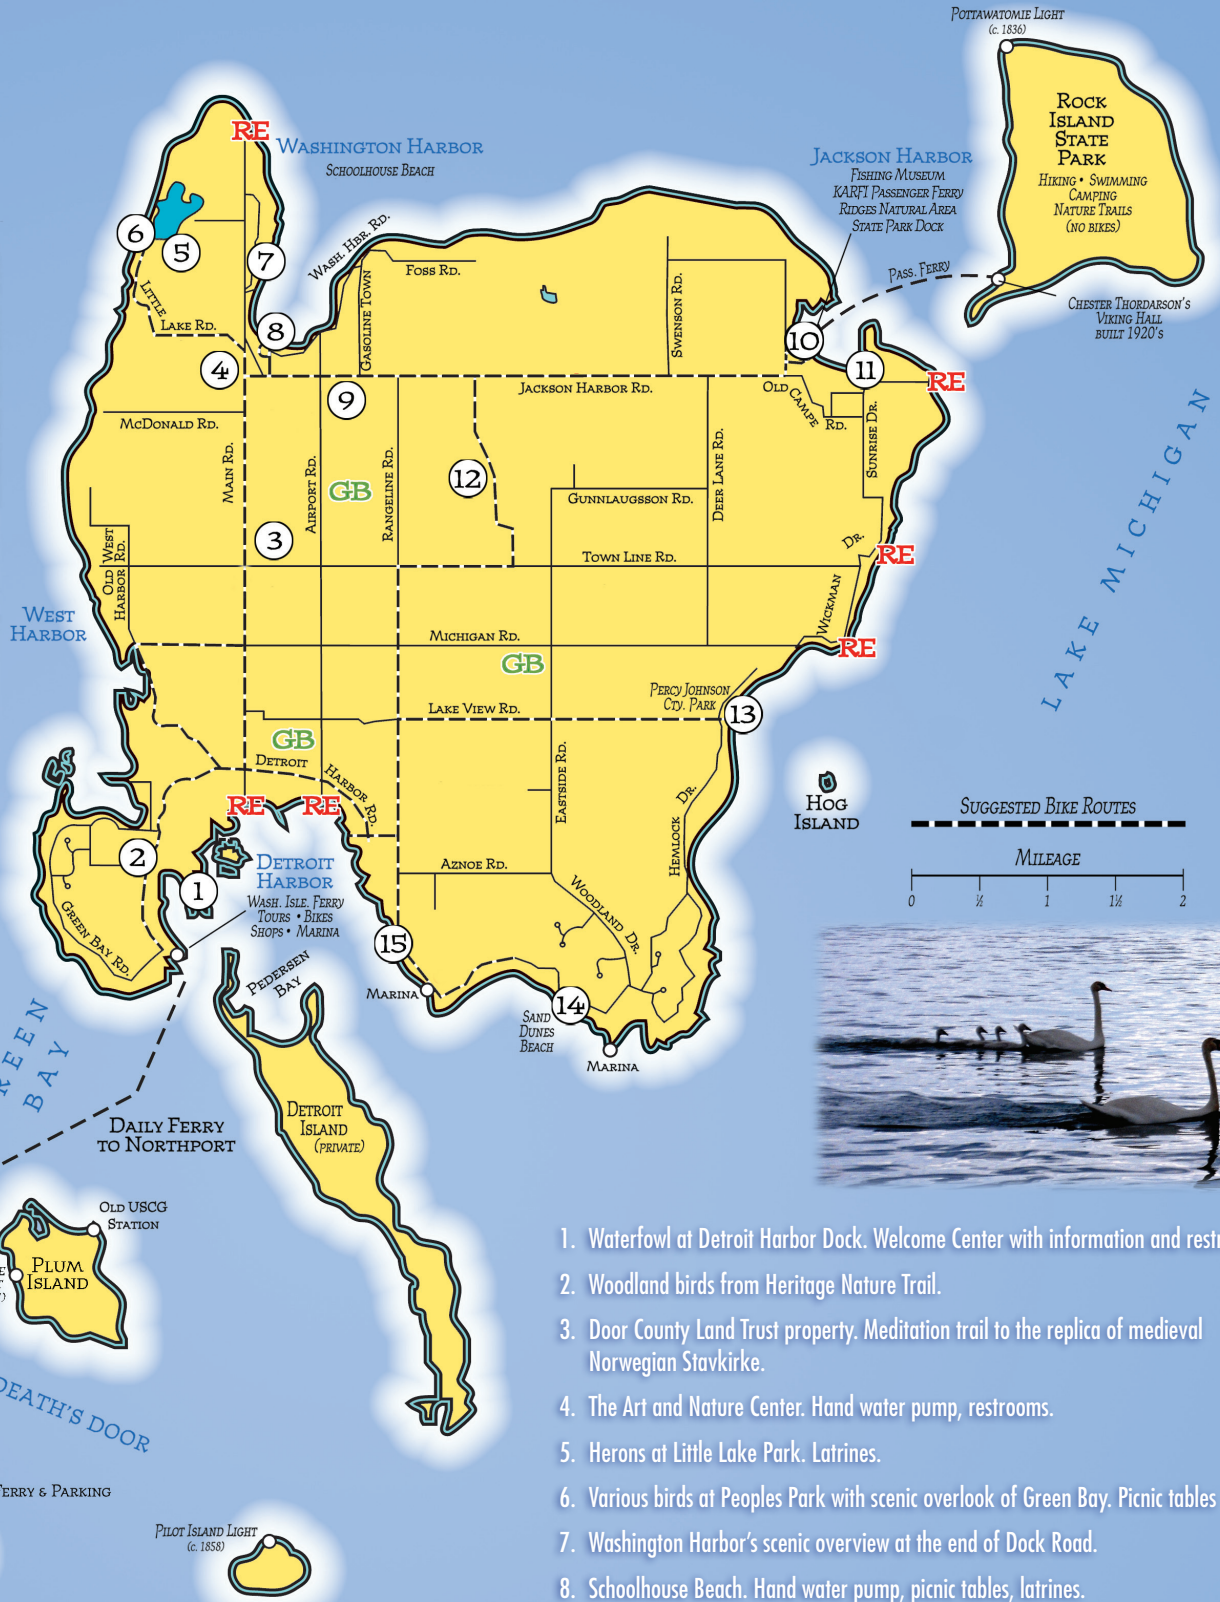 Pottawatomie Light
(c. 1836)
Rock
Island
State
Park
Hiking • Swimming
Camping
Nature Trails
(no bikes)
RE
Washington Harbor
Schoolhouse Beach
Jackson Harbor
Fishing Museum
KARFI Passenger Ferry
Ridges Natural Area
State Park Dock
Pass. Ferry
Chester Thordarson's
Viking Hall
built 1920's
6
5
7
Wash. Hbr. Rd.
Foss Rd.
Gasoline Town
Swenson Rd.
Little
Lake Rd.
8
10
11
4
9
RE
Jackson Harbor Rd.
Old
Campe
Rd.
McDonald Rd.
Main Rd.
Airport Rd.
Rangeline Rd.
12
GB
Gunnlaugsson Rd.
Deer Lane Rd.
Sunrise Dr.
3
Old West
Harbor Rd.
Town Line Rd.
Wickman
Dr.
RE
Lake Michigan
West
Harbor
Michigan Rd.
GB
RE
Percy Johnson
Cty. Park
13
Lake View Rd.
GB
Detroit
Harbor Rd.
Eastside Rd.
Hemlock
Dr.
Hog
Island
Suggested Bike Routes
Mileage
0 ½ 1 1½ 2
RE
RE
2
1
Detroit
Harbor
Wash. Isle. Ferry
Tours • Bikes
Shops • Marina
Aznoe Rd.
Woodland Dr.
Green Bay Rd.
15
Pedersen
Bay
Marina
14
Sand
Dunes
Beach
Marina
Bay
Daily Ferry
to Northport
Detroit
Island
(private)
Old USCG
Station
Plum
Island
Death's Door
Ferry & Parking
Pilot Island Light
(c. 1858)
1. Waterfowl at Detroit Harbor Dock. Welcome Center with information and restr
2. Woodland birds from Heritage Nature Trail.
3. Door County Land Trust property. Meditation trail to the replica of medieval
Norwegian Stavkirke.
4. The Art and Nature Center. Hand water pump, restrooms.
5. Herons at Little Lake Park. Latrines.
6. Various birds at Peoples Park with scenic overlook of Green Bay. Picnic tables
7. Washington Harbor's scenic overview at the end of Dock Road.
8. Schoolhouse Beach. Hand water pump, picnic tables, latrines.